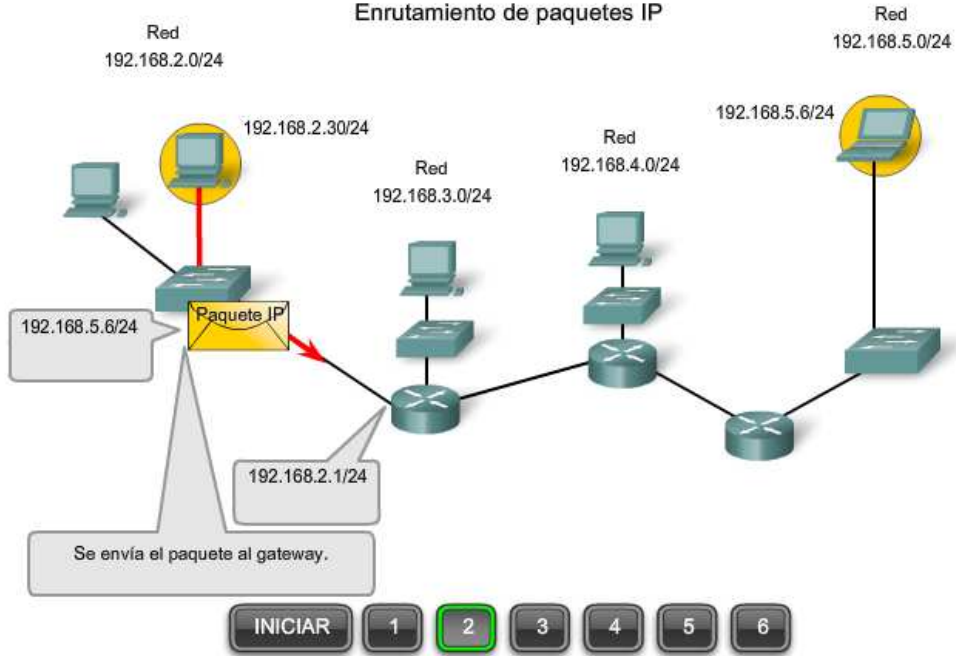 Enrutamiento de paquetes IP
Red
192.168.2.0/24
Red
192.168.5.0/24
192.168.2.30/24
192.168.5.6/24
Red
192.168.3.0/24
Red
192.168.4.0/24
Paquete IP
192.168.5.6/24
192.168.2.1/24
Se envía el paquete al gateway.
INICIAR 1 2 3 4 5 6